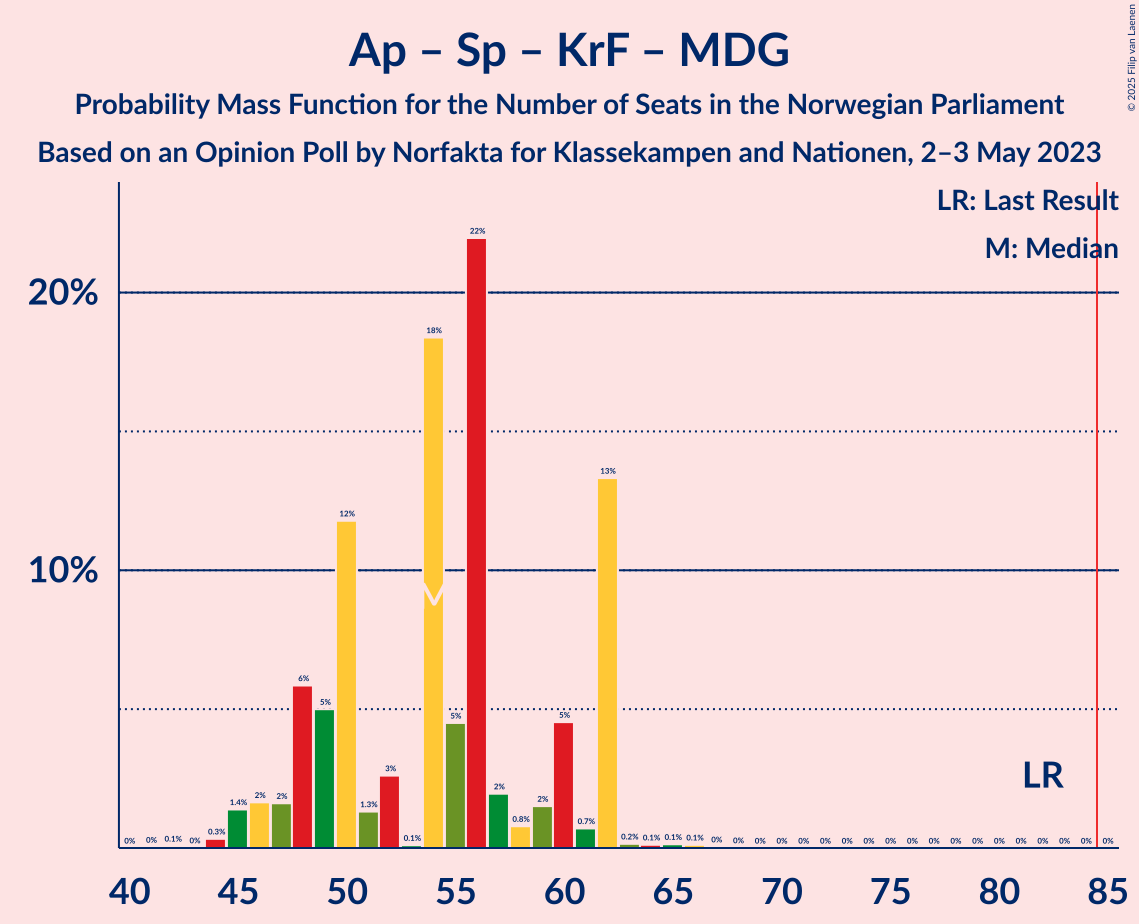 © 2025 Filip van Laenen
Ap – Sp – KrF – MDG
Probability Mass Function for the Number of Seats in the Norwegian Parliament
Based on an Opinion Poll by Norfakta for Klassekampen and Nationen, 2–3 May 2023
LR: Last Result
M: Median
20%
10%
0% 0% 0.1% 0% 0.3% 1.4% 2% 2% 6% 5% 12% 1.3% 3% 0.1% 18% 5% 22% 2% 0.8% 2% 5% 0.7% 13% 0.2% 0.1% 0.1% 0.1% 0% 0% 0% 0% 0% 0% 0% 0% 0% 0% 0% 0% 0% 0% 0% 0% 0% 0% 0%
M
LR
40 45 50 55 60 65 70 75 80 85